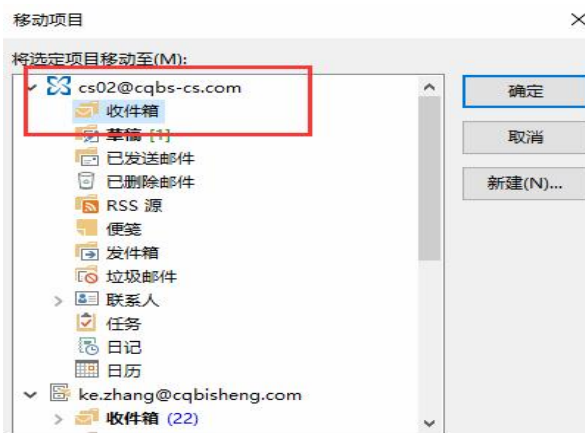 移动项目
将选定项目移动至(M):
cs02@cqbs-cs.com
收件箱
草稿 [1]
已发送邮件
已删除邮件
RSS 源
便笺
发件箱
垃圾邮件
联系人
任务
日记
日历
ke.zhang@cqbisheng.com
收件箱 (22)
确定
取消
新建(N)...